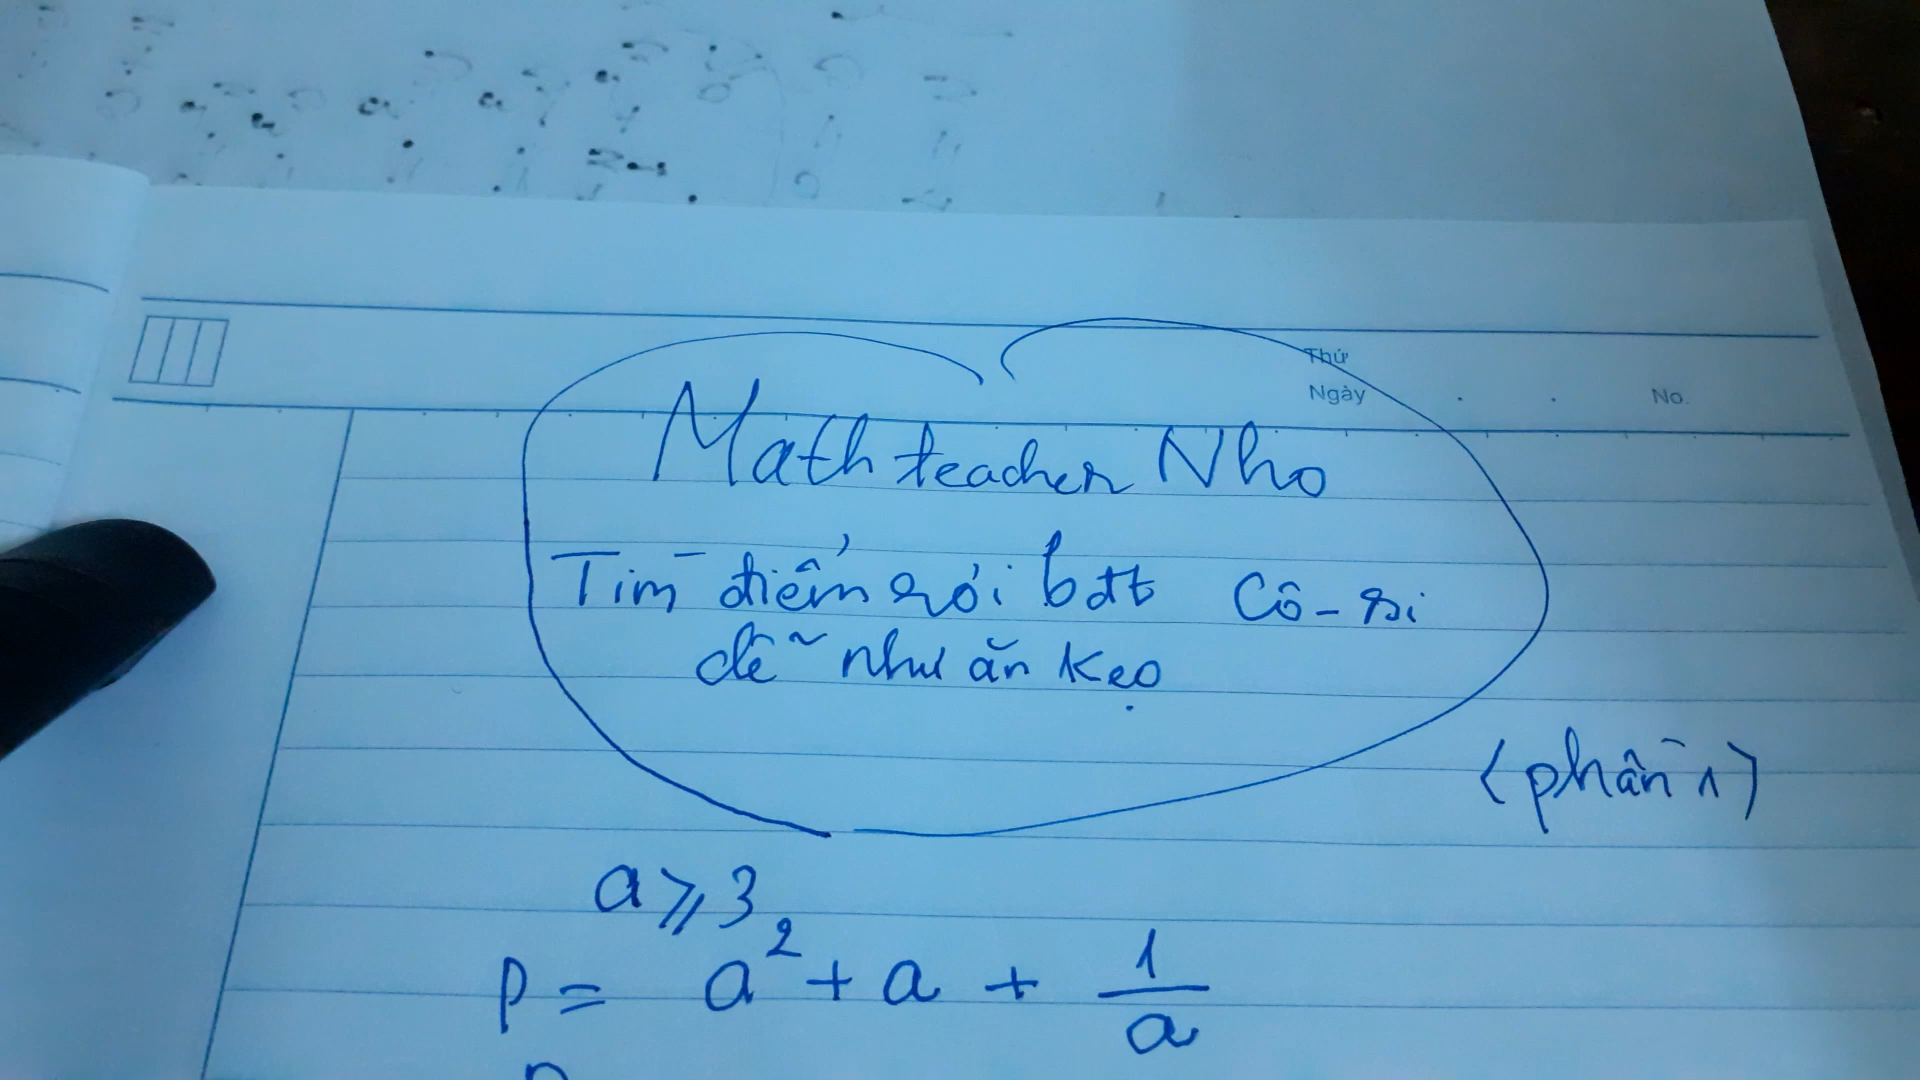 Thứ
Ngày . . No.
Math teacher Nho
Tìm điểm rơi bđt Cô-si
dễ như ăn kẹo
<phần 1>
a ⩾ 3
P = a² + a + 1/a